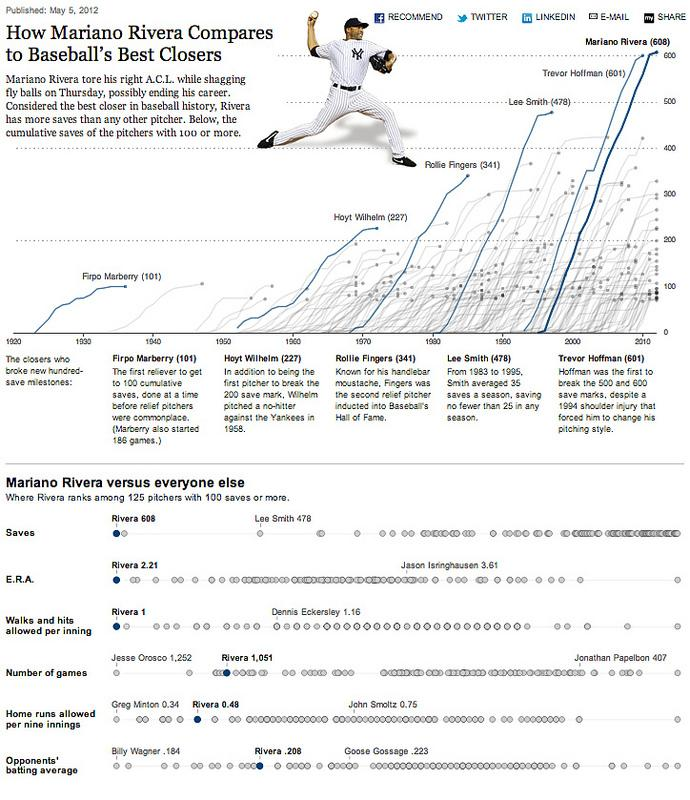 Published: May 5, 2012
RECOMMEND
TWITTER
LINKEDIN
E-MAIL
my SHARE
How Mariano Rivera Compares
to Baseball's Best Closers
Mariano Rivera tore his right A.C.L. while shagging
fly balls on Thursday, possibly ending his career.
Considered the best closer in baseball history, Rivera
has more saves than any other pitcher. Below, the
cumulative saves of the pitchers with 100 or more.
Mariano Rivera (608)
600
Trevor Hoffman (601)
Lee Smith (478)
500
400
Rollie Fingers (341)
300
Hoyt Wilhelm (227)
200
Firpo Marberry (101)
100
0
1920
1930
1940
1950
1960
1970
1980
1990
2000
2010
The closers who
broke new hundred-
save milestones:
Firpo Marberry (101)
The first reliever to get
to 100 cumulative
saves, done at a time
before relief pitchers
were commonplace.
(Marberry also started
186 games.)
Hoyt Wilhelm (227)
In addition to being the
first pitcher to break the
200 save mark, Wilhelm
pitched a no-hitter
against the Yankees in
1958.
Rollie Fingers (341)
Known for his handlebar
moustache, Fingers was
the second relief pitcher
inducted into Baseball's
Hall of Fame.
Lee Smith (478)
From 1983 to 1995,
Smith averaged 35
saves a season, saving
no fewer than 25 in any
season.
Trevor Hoffman (601)
Hoffman was the first to
break the 500 and 600
save marks, despite a
1994 shoulder injury that
forced him to change his
pitching style.
Mariano Rivera versus everyone else
Where Rivera ranks among 125 pitchers with 100 saves or more.
Rivera 608
Lee Smith 478
Saves
Rivera 2.21
Jason Isringhausen 3.61
E.R.A.
Rivera 1
Dennis Eckersley 1.16
Walks and hits
allowed per inning
Jesse Orosco 1,252
Rivera 1,051
Jonathan Papelbon 407
Number of games
Greg Minton 0.34
Rivera 0.48
John Smoltz 0.75
Home runs allowed
per nine innings
Billy Wagner .184
Rivera .208
Goose Gossage .223
Opponents'
batting average